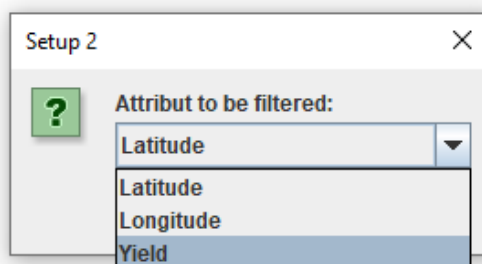 Setup 2
?
Attribut to be filtered:
Latitude
Latitude
Longitude
Yield